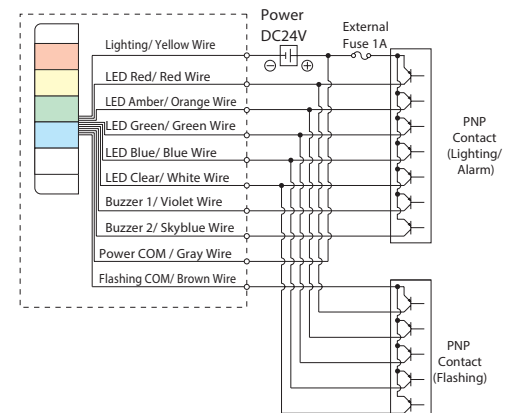 Power
DC24V
External
Fuse 1A
Lighting/ Yellow Wire
LED Red/ Red Wire
LED Amber/ Orange Wire
LED Green/ Green Wire
LED Blue/ Blue Wire
LED Clear/ White Wire
Buzzer 1/ Violet Wire
Buzzer 2/ Skyblue Wire
Power COM / Gray Wire
Flashing COM/ Brown Wire
PNP
Contact
(Lighting/
Alarm)
PNP
Contact
(Flashing)